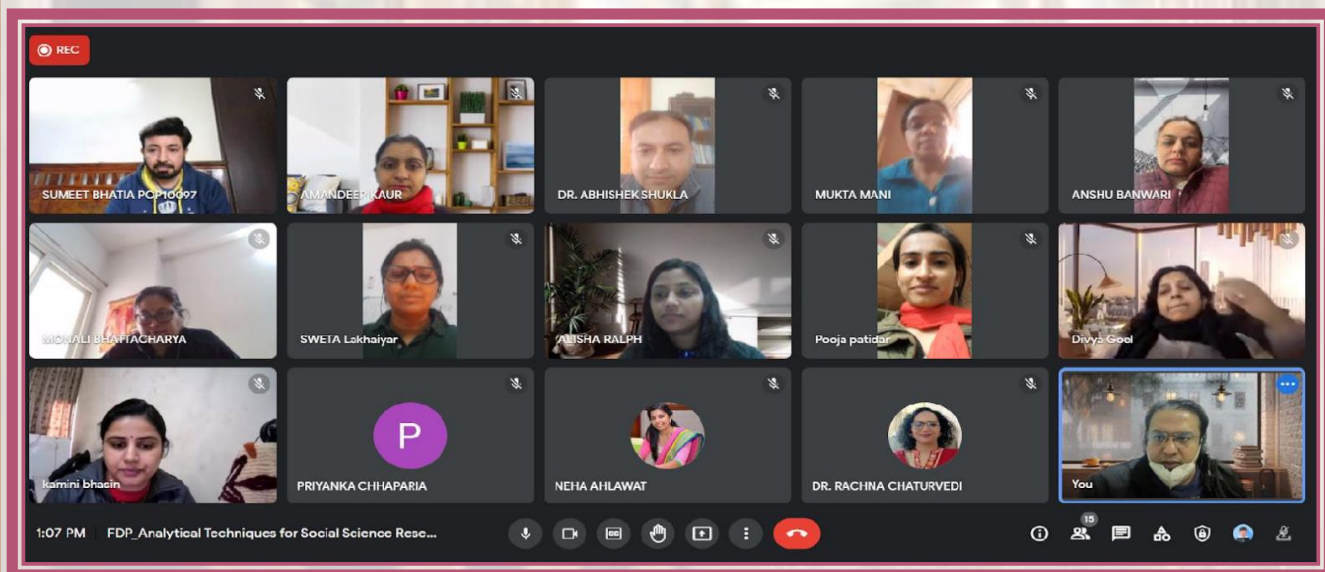 REC
SUMEET BHATIA PCP10097
AMANDEEP KAUR
DR. ABHISHEK SHUKLA
MUKTA MANI
ANSHU BANWARI
MONALI BHATTACHARYA
SWETA Lakhaiyar
ALISHA RALPH
Pooja patidar
Divya Goel
kamini bhasin
P
PRIYANKA CHHAPARIA
NEHA AHLAWAT
DR. RACHNA CHATURVEDI
You
1:07 PM FDP_Analytical Techniques for Social Science Rese...
15